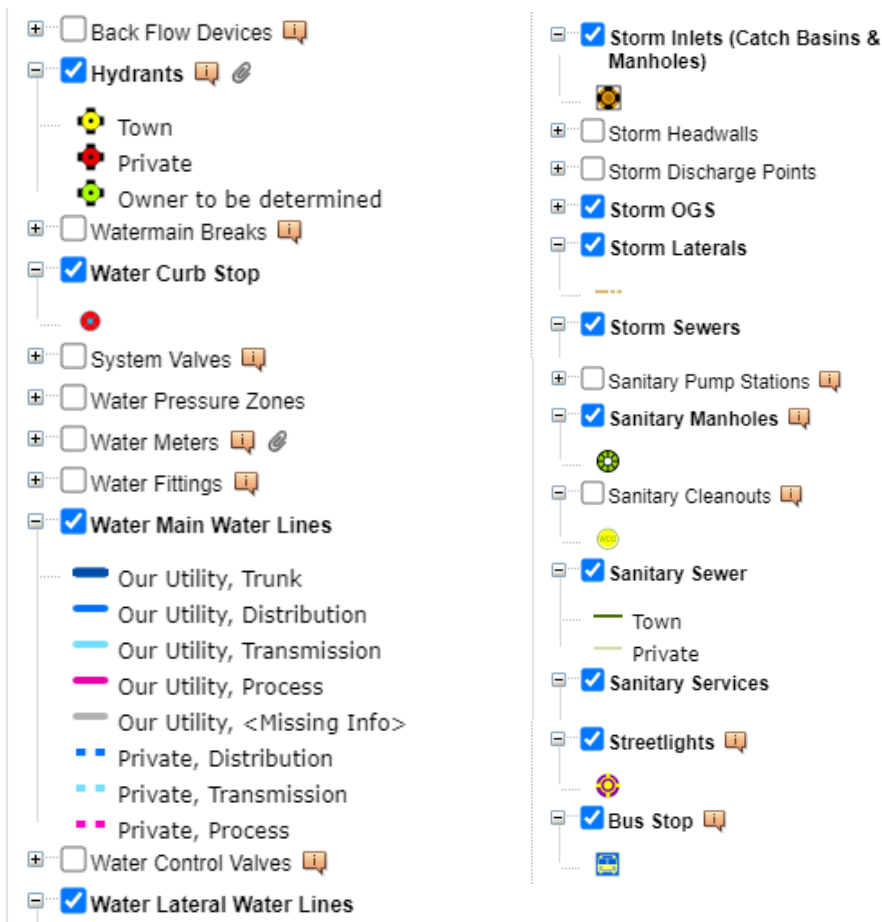 Back Flow Devices
Hydrants
Town
Private
Owner to be determined
Watermain Breaks
Water Curb Stop
System Valves
Water Pressure Zones
Water Meters
Water Fittings
Water Main Water Lines
Our Utility, Trunk
Our Utility, Distribution
Our Utility, Transmission
Our Utility, Process
Our Utility, <Missing Info>
Private, Distribution
Private, Transmission
Private, Process
Water Control Valves
Water Lateral Water Lines
Storm Inlets (Catch Basins &
Manholes)
Storm Headwalls
Storm Discharge Points
Storm OGS
Storm Laterals
Storm Sewers
Sanitary Pump Stations
Sanitary Manholes
Sanitary Cleanouts
WCO
Sanitary Sewer
Town
Private
Sanitary Services
Streetlights
Bus Stop